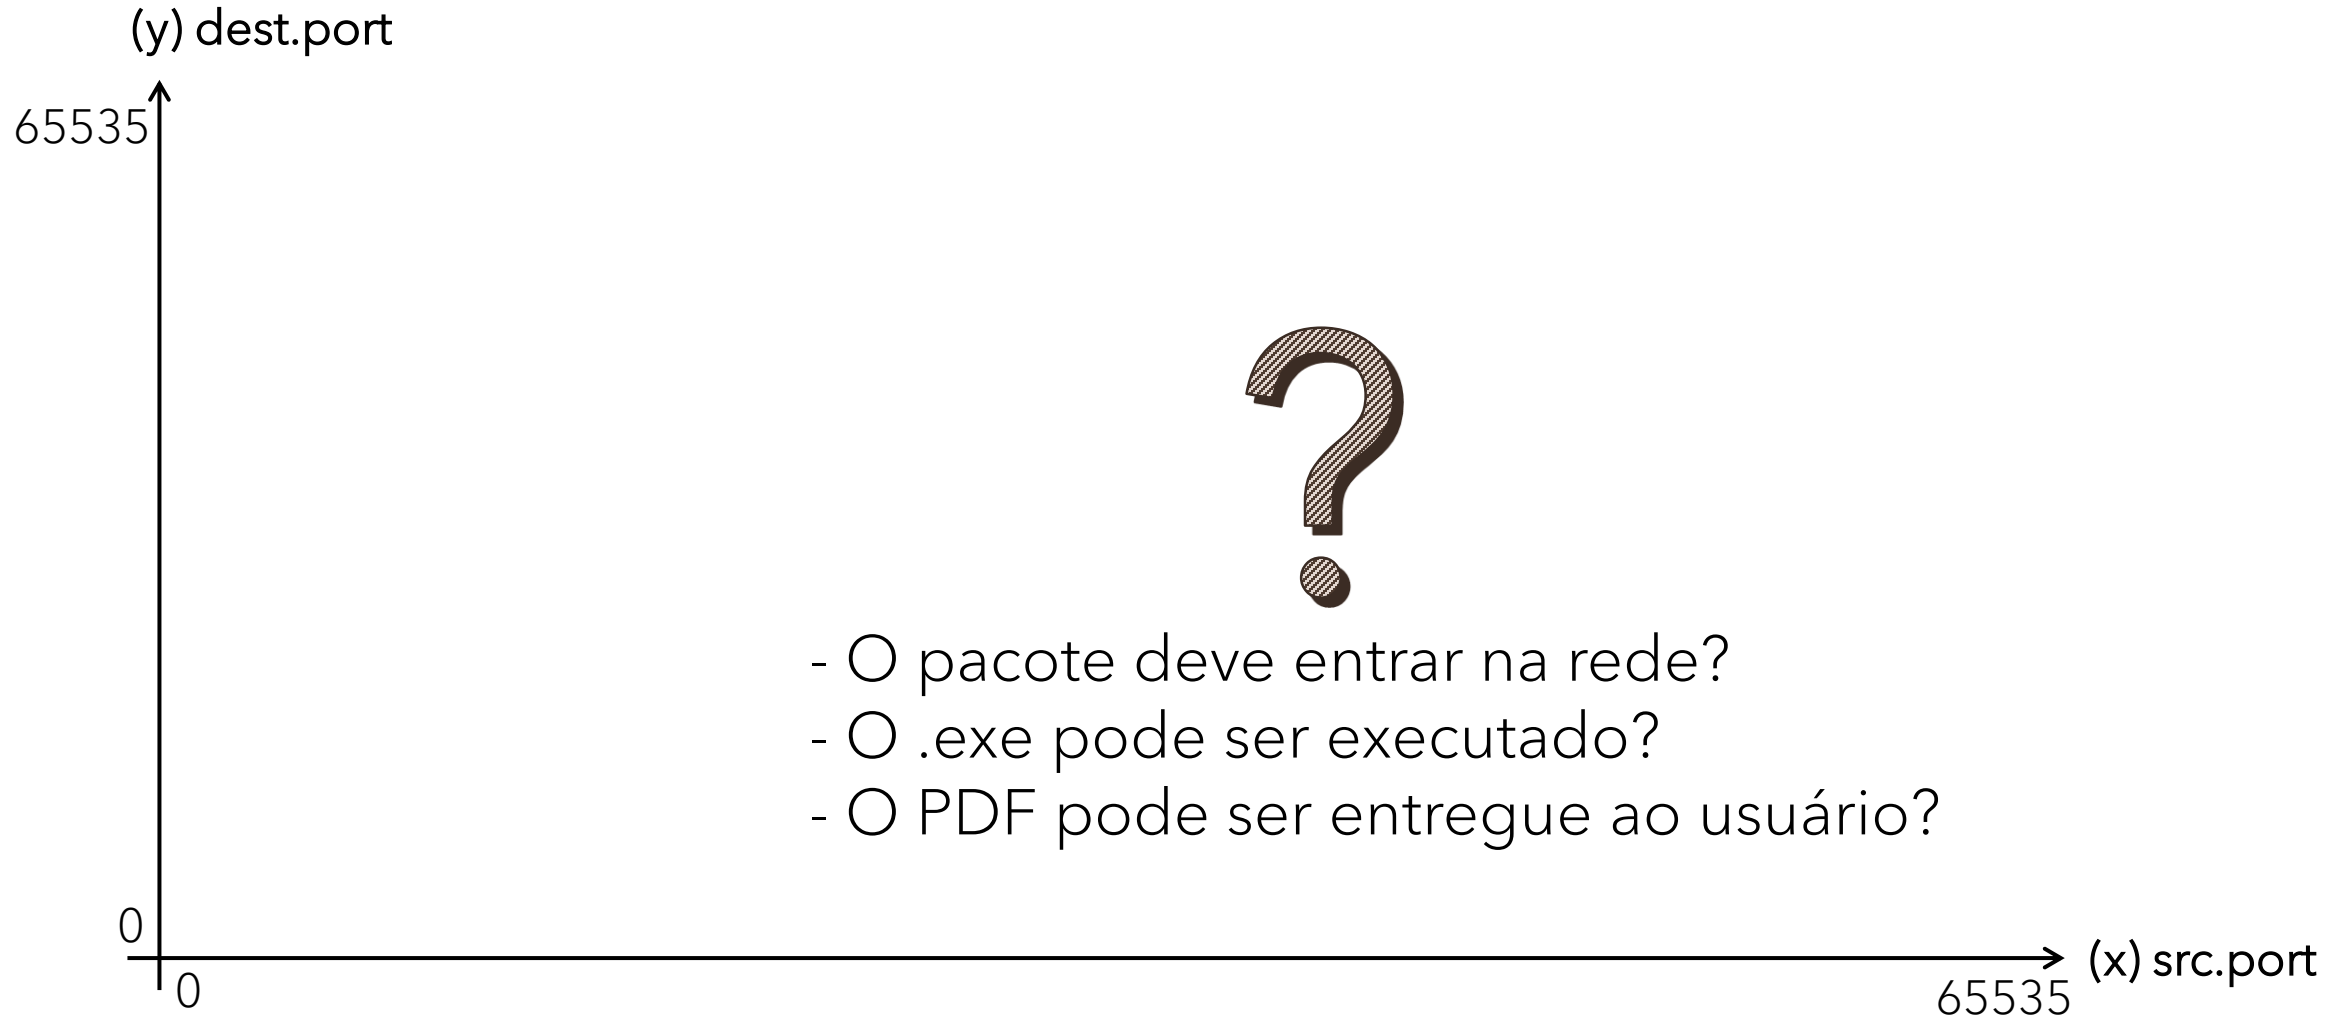 (y) dest.port
65535
?
- O pacote deve entrar na rede?
- O .exe pode ser executado?
- O PDF pode ser entregue ao usuário?
0
(x) src.port
0
65535